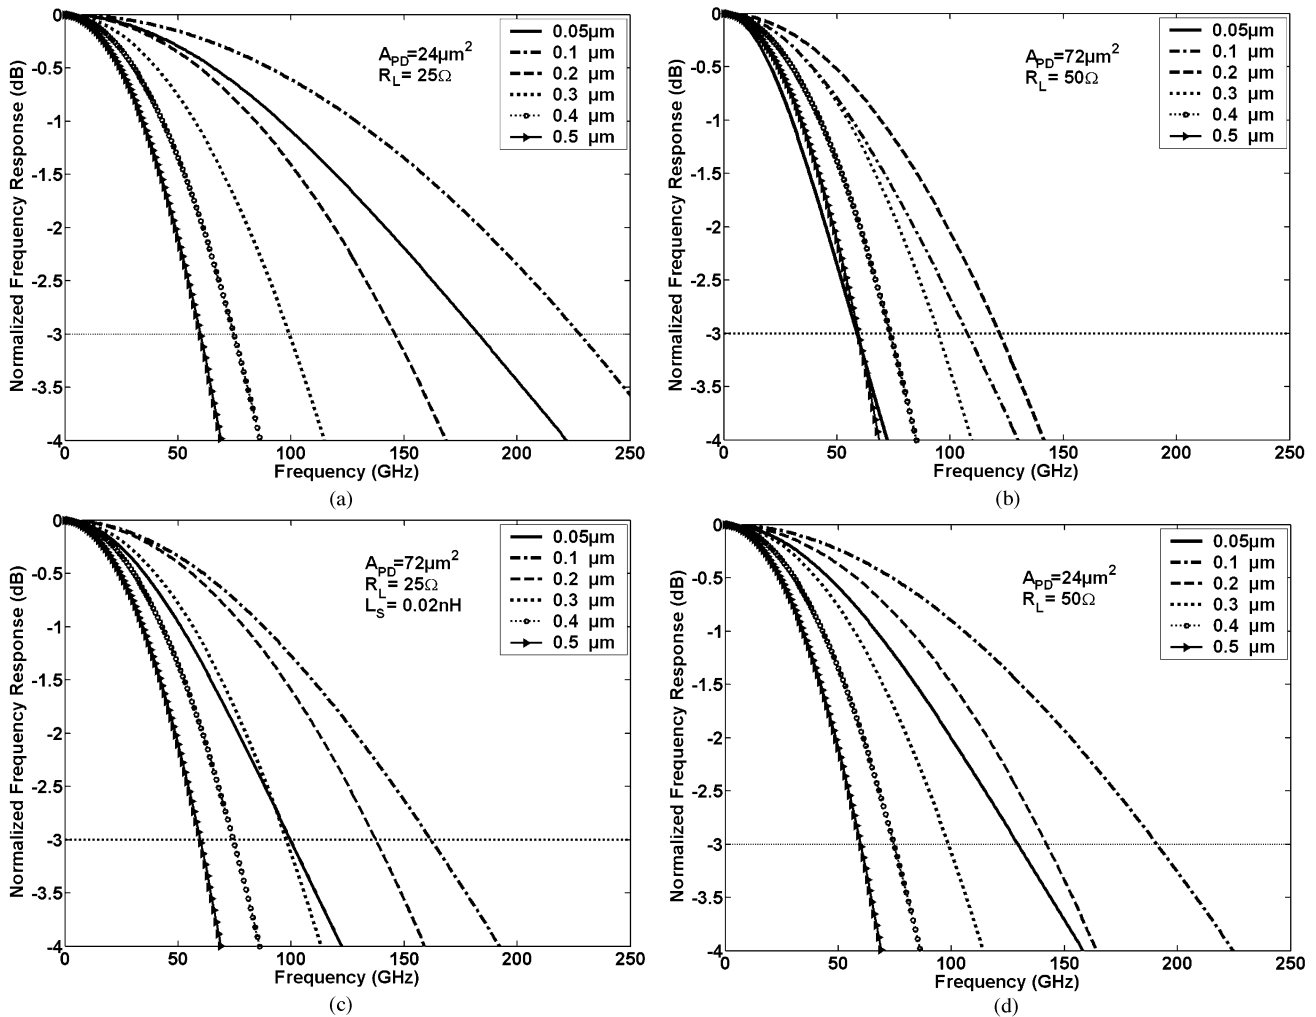 Normalized Frequency Response (dB)
0
-0.5
-1
-1.5
-2
-2.5
-3
-3.5
-4
A_PD=24µm²
R_L= 25Ω
0.05µm
0.1 µm
0.2 µm
0.3 µm
0.4 µm
0.5 µm
0 50 100 150 200 250
Frequency (GHz)
(a)
Normalized Frequency Response (dB)
0
-0.5
-1
-1.5
-2
-2.5
-3
-3.5
-4
A_PD=72µm²
R_L= 50Ω
0.05µm
0.1 µm
0.2 µm
0.3 µm
0.4 µm
0.5 µm
0 50 100 150 200 250
Frequency (GHz)
(b)
Normalized Frequency Response (dB)
0
-0.5
-1
-1.5
-2
-2.5
-3
-3.5
-4
A_PD=72µm²
R_L= 25Ω
L_S= 0.02nH
0.05µm
0.1 µm
0.2 µm
0.3 µm
0.4 µm
0.5 µm
0 50 100 150 200 250
Frequency (GHz)
(c)
Normalized Frequency Response (dB)
0
-0.5
-1
-1.5
-2
-2.5
-3
-3.5
-4
A_PD=24µm²
R_L= 50Ω
0.05µm
0.1 µm
0.2 µm
0.3 µm
0.4 µm
0.5 µm
0 50 100 150 200 250
Frequency (GHz)
(d)